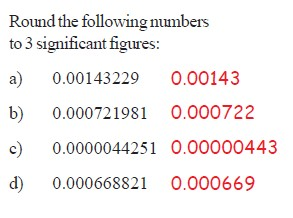 Round the following numbers
to 3 significant figures:
a) 0.00143229 0.00143
b) 0.000721981 0.000722
c) 0.0000044251 0.00000443
d) 0.000668821 0.000669